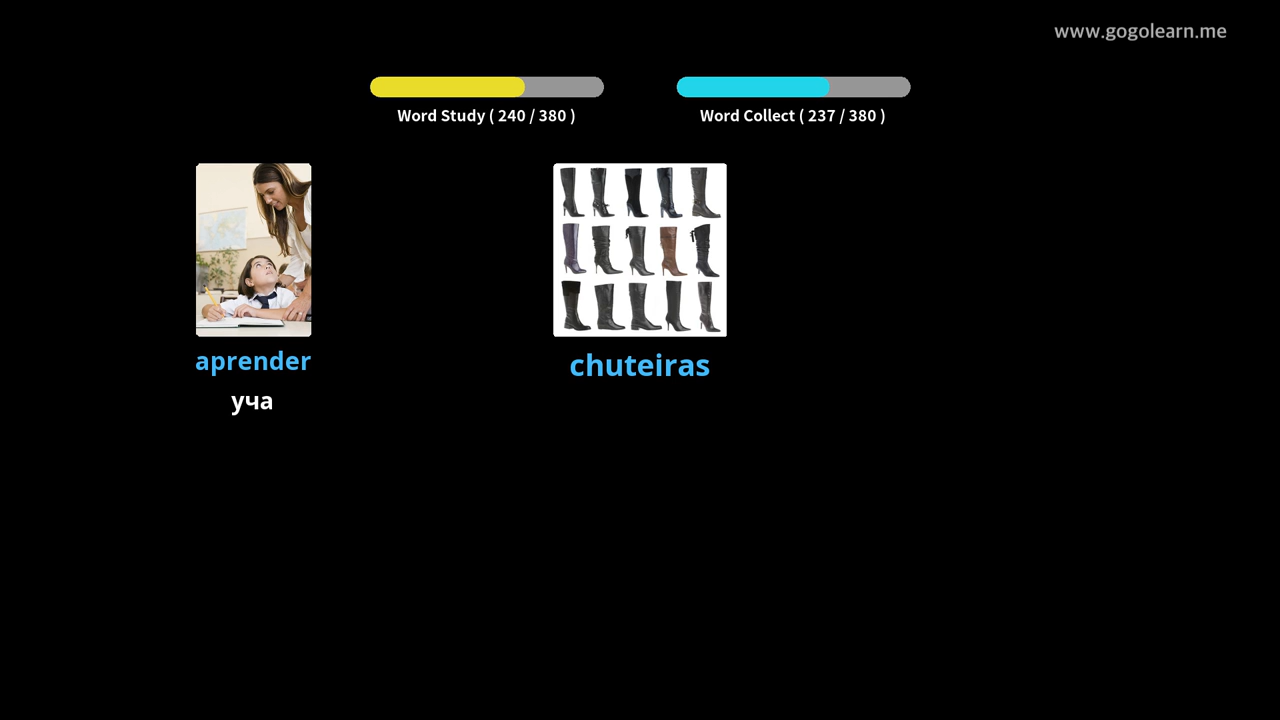 www.gogolearn.me
Word Study ( 240 / 380 )
Word Collect ( 237 / 380 )
aprender
уча
chuteiras